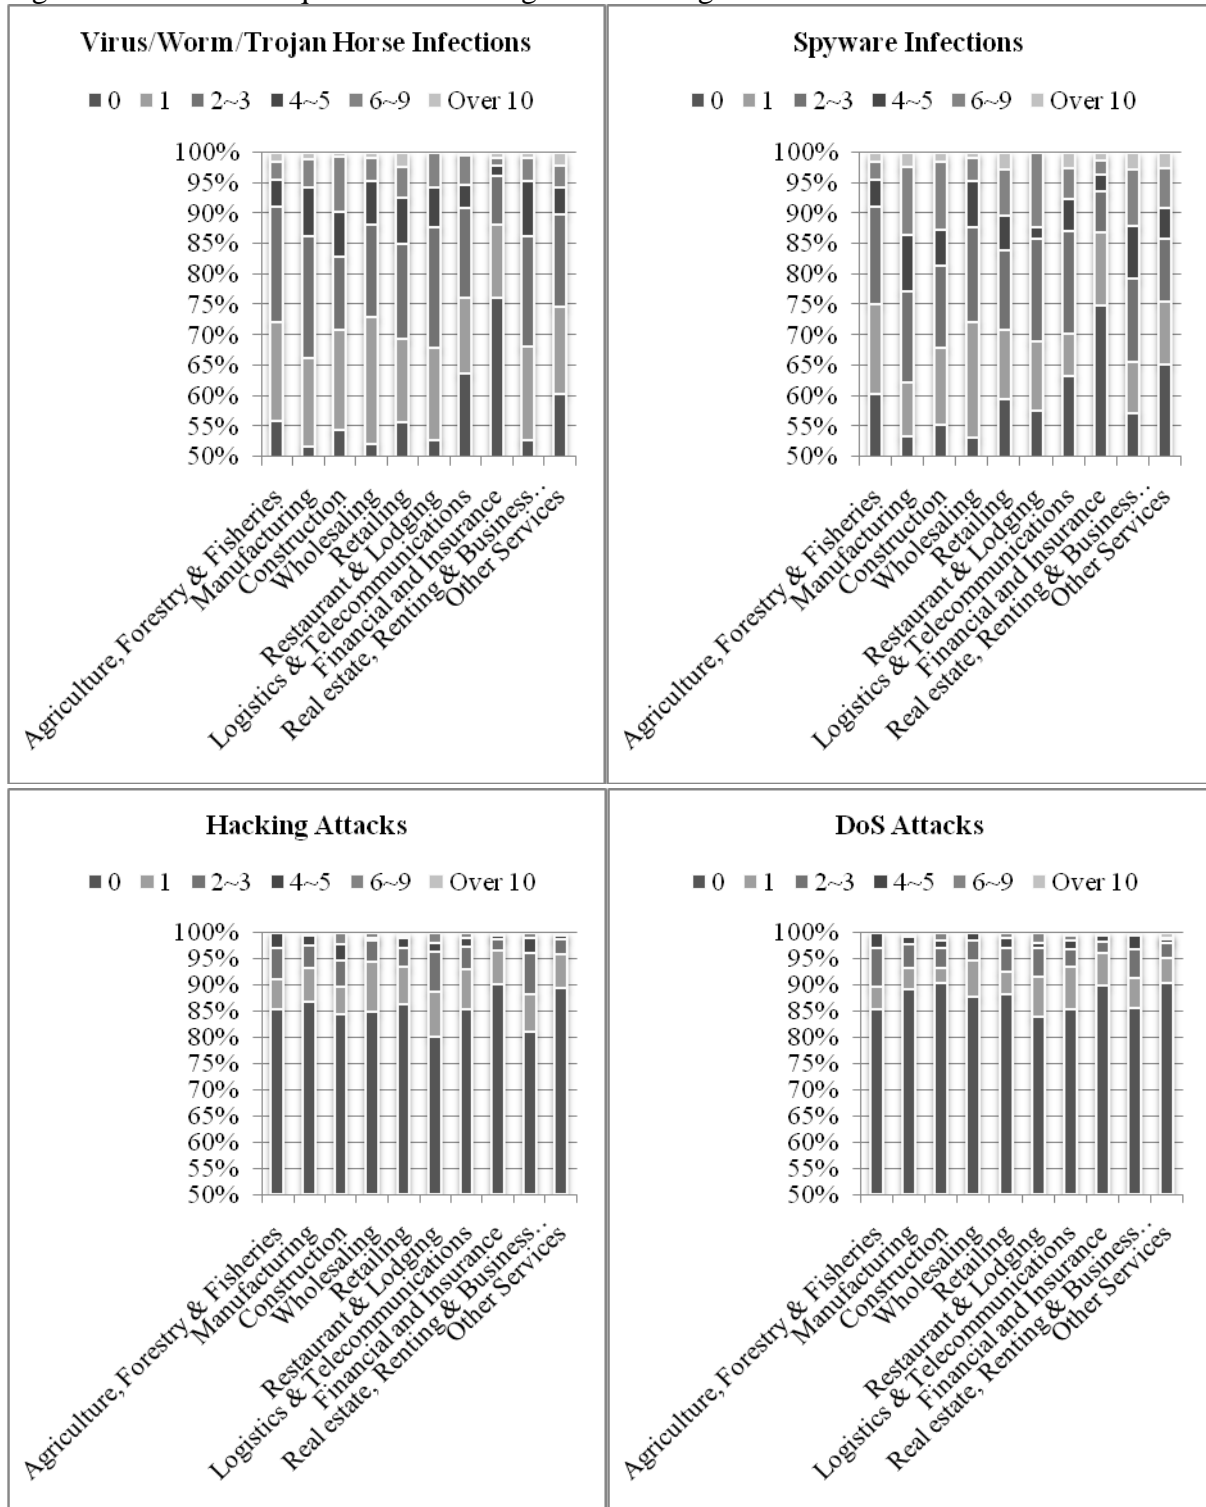 Virus/Worm/Trojan Horse Infections
0 1 2~3 4~5 6~9 Over 10
100%
95%
90%
85%
80%
75%
70%
65%
60%
55%
50%
Agriculture, Forestry & Fisheries
Manufacturing
Construction
Wholesaling
Retailing
Restaurant & Lodging
Logistics & Telecommunications
Financial and Insurance
Real estate, Renting & Business..
Other Services
Spyware Infections
0 1 2~3 4~5 6~9 Over 10
100%
95%
90%
85%
80%
75%
70%
65%
60%
55%
50%
Agriculture, Forestry & Fisheries
Manufacturing
Construction
Wholesaling
Retailing
Restaurant & Lodging
Logistics & Telecommunications
Financial and Insurance
Real estate, Renting & Business..
Other Services
Hacking Attacks
0 1 2~3 4~5 6~9 Over 10
100%
95%
90%
85%
80%
75%
70%
65%
60%
55%
50%
Agriculture, Forestry & Fisheries
Manufacturing
Construction
Wholesaling
Retailing
Restaurant & Lodging
Logistics & Telecommunications
Financial and Insurance
Real estate, Renting & Business..
Other Services
DoS Attacks
0 1 2~3 4~5 6~9 Over 10
100%
95%
90%
85%
80%
75%
70%
65%
60%
55%
50%
Agriculture, Forestry & Fisheries
Manufacturing
Construction
Wholesaling
Retailing
Restaurant & Lodging
Logistics & Telecommunications
Financial and Insurance
Real estate, Renting & Business..
Other Services